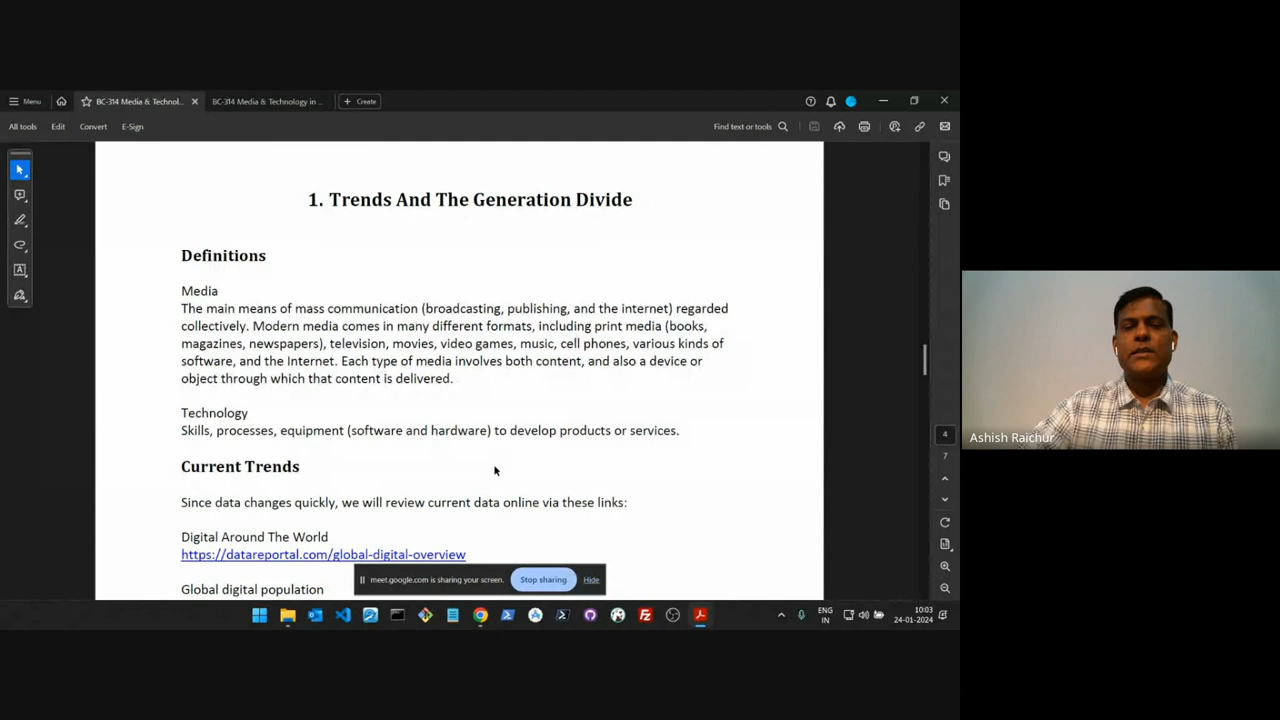 Menu
BC-314 Media & Technol...
BC-314 Media & Technology in ...
Create
All tools
Edit
Convert
E-Sign
Find text or tools
1. Trends And The Generation Divide
Definitions
Media
The main means of mass communication (broadcasting, publishing, and the internet) regarded
collectively. Modern media comes in many different formats, including print media (books,
magazines, newspapers), television, movies, video games, music, cell phones, various kinds of
software, and the Internet. Each type of media involves both content, and also a device or
object through which that content is delivered.
Technology
Skills, processes, equipment (software and hardware) to develop products or services.
Current Trends
Since data changes quickly, we will review current data online via these links:
Digital Around The World
https://datareportal.com/global-digital-overview
Global digital population
meet.google.com is sharing your screen.
Stop sharing
Hide
4
7
ENG
IN
10:03
24-01-2024
Ashish Raichur